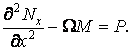 ∂²Nₓ/∂x² − ΩM = P.